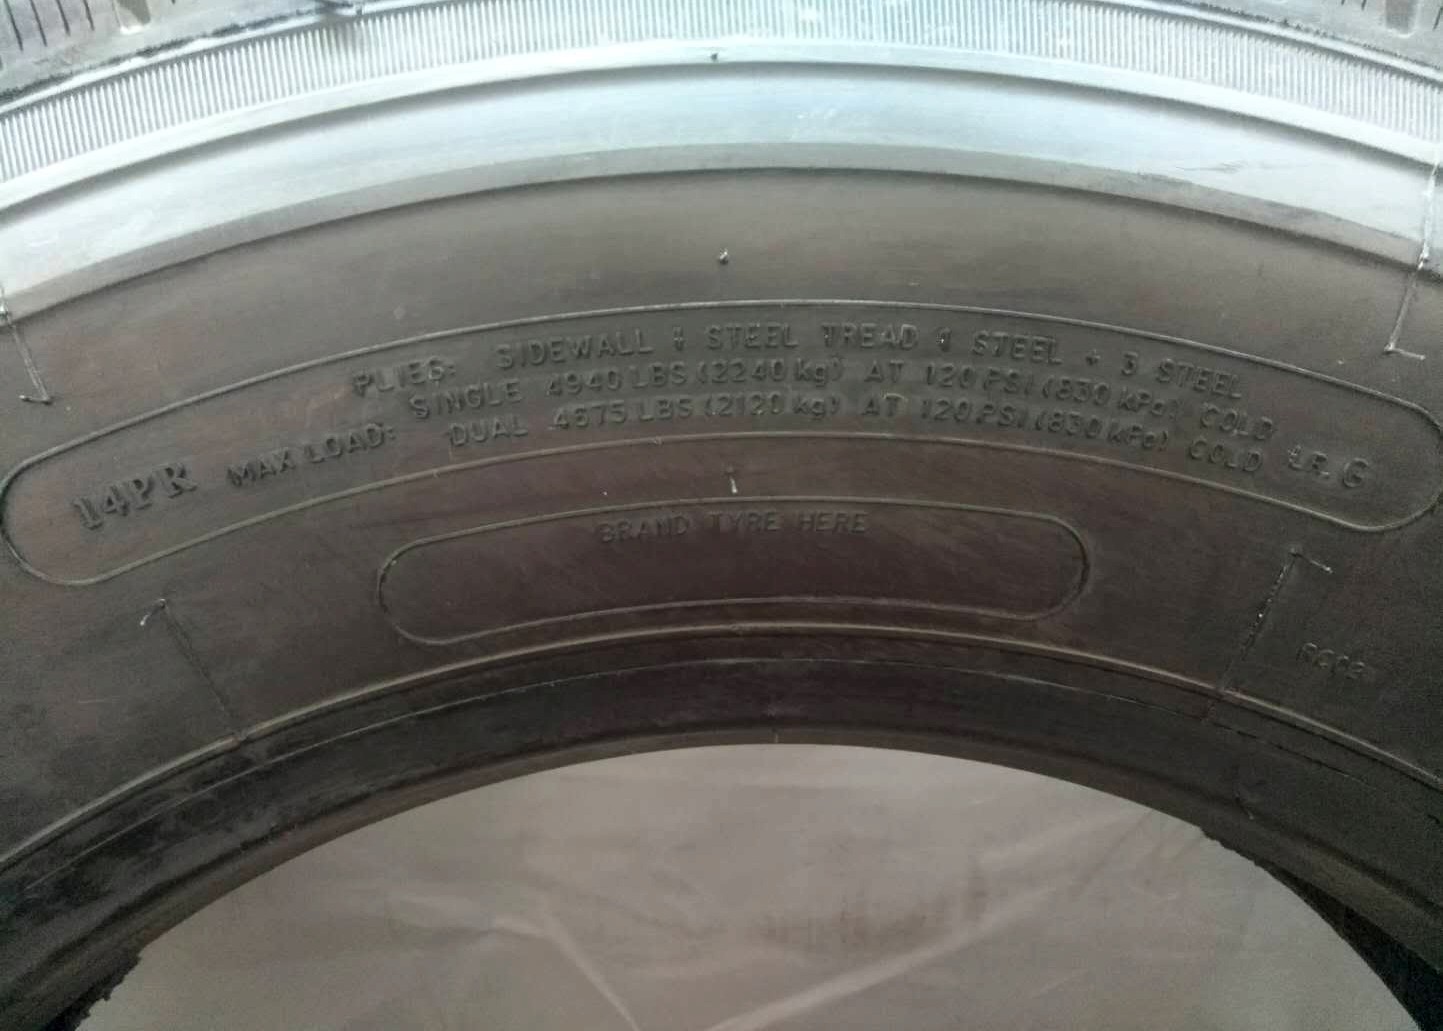 PLIES: SIDEWALL 1 STEEL TREAD 1 STEEL + 3 STEEL
14PR MAX LOAD: SINGLE 4940 LBS (2240 kg) AT 120 PSI (830 KPa) COLD
DUAL 4675 LBS (2120 kg) AT 120 PSI (830 KPa) COLD LR. G
BRAND TYRE HERE